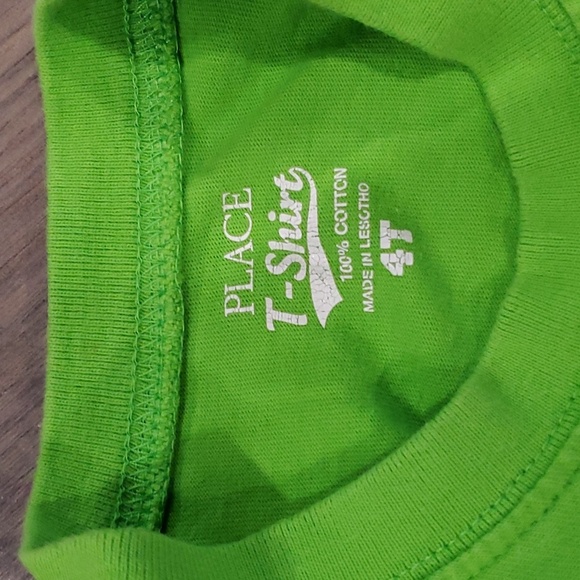 PLACE
T-Shirt
100% COTTON
MADE IN LESOTHO
4T